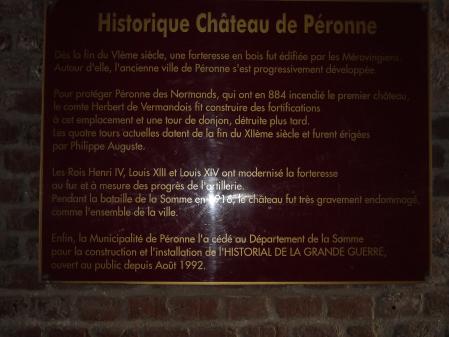 Historique Château de Péronne
Dès la fin du VIème siècle, une forteresse en bois fut édifiée par les Mérovingiens.
Autour d'elle, l'ancienne ville de Péronne s'est progressivement développée.
Pour protéger Péronne des Normands, qui ont en 884 incendié le premier château,
le comte Herbert de Vermandois fit construire des fortifications
à cet emplacement et une tour de donjon, détruite plus tard.
Les quatre tours actuelles datent de la fin du XIIème siècle et furent érigées
par Philippe Auguste.
Les Rois Henri IV, Louis XIII et Louis XIV ont modernisé la forteresse
au fur et à mesure des progrès de l'artillerie.
Pendant la bataille de la Somme en 1916, le château fut très gravement endommagé,
comme l'ensemble de la ville.
Enfin, la Municipalité de Péronne l'a cédé au Département de la Somme
pour la construction et l'installation de l'HISTORIAL DE LA GRANDE GUERRE,
ouvert au public depuis Août 1992.